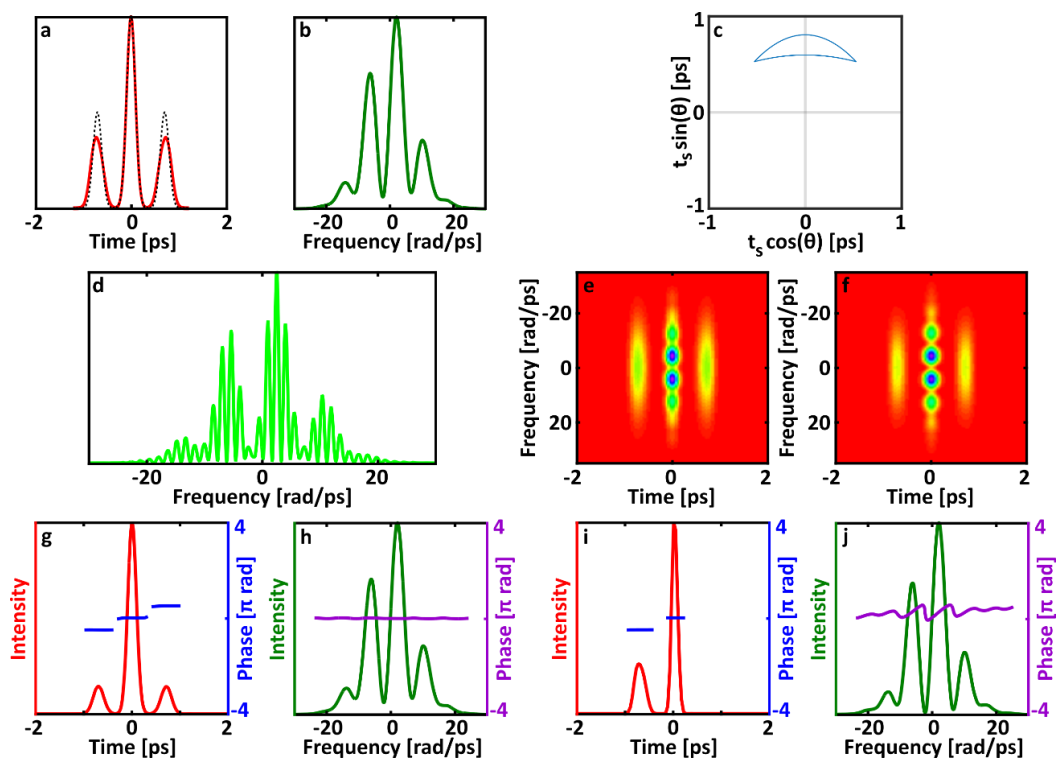 a
-2
0
2
Time [ps]
b
-20
0
20
Frequency [rad/ps]
c
1
0
-1
t_s sin(θ) [ps]
-1
0
1
t_s cos(θ) [ps]
d
-20
0
20
Frequency [rad/ps]
e
-20
0
20
Frequency [rad/ps]
-2
0
2
Time [ps]
f
-20
0
20
Frequency [rad/ps]
-2
0
2
Time [ps]
g
Intensity
4
-4
Phase [π rad]
-2
0
2
Time [ps]
h
Intensity
4
-4
Phase [π rad]
-20
0
20
Frequency [rad/ps]
i
Intensity
4
-4
Phase [π rad]
-2
0
2
Time [ps]
j
Intensity
4
-4
Phase [π rad]
-20
0
20
Frequency [rad/ps]